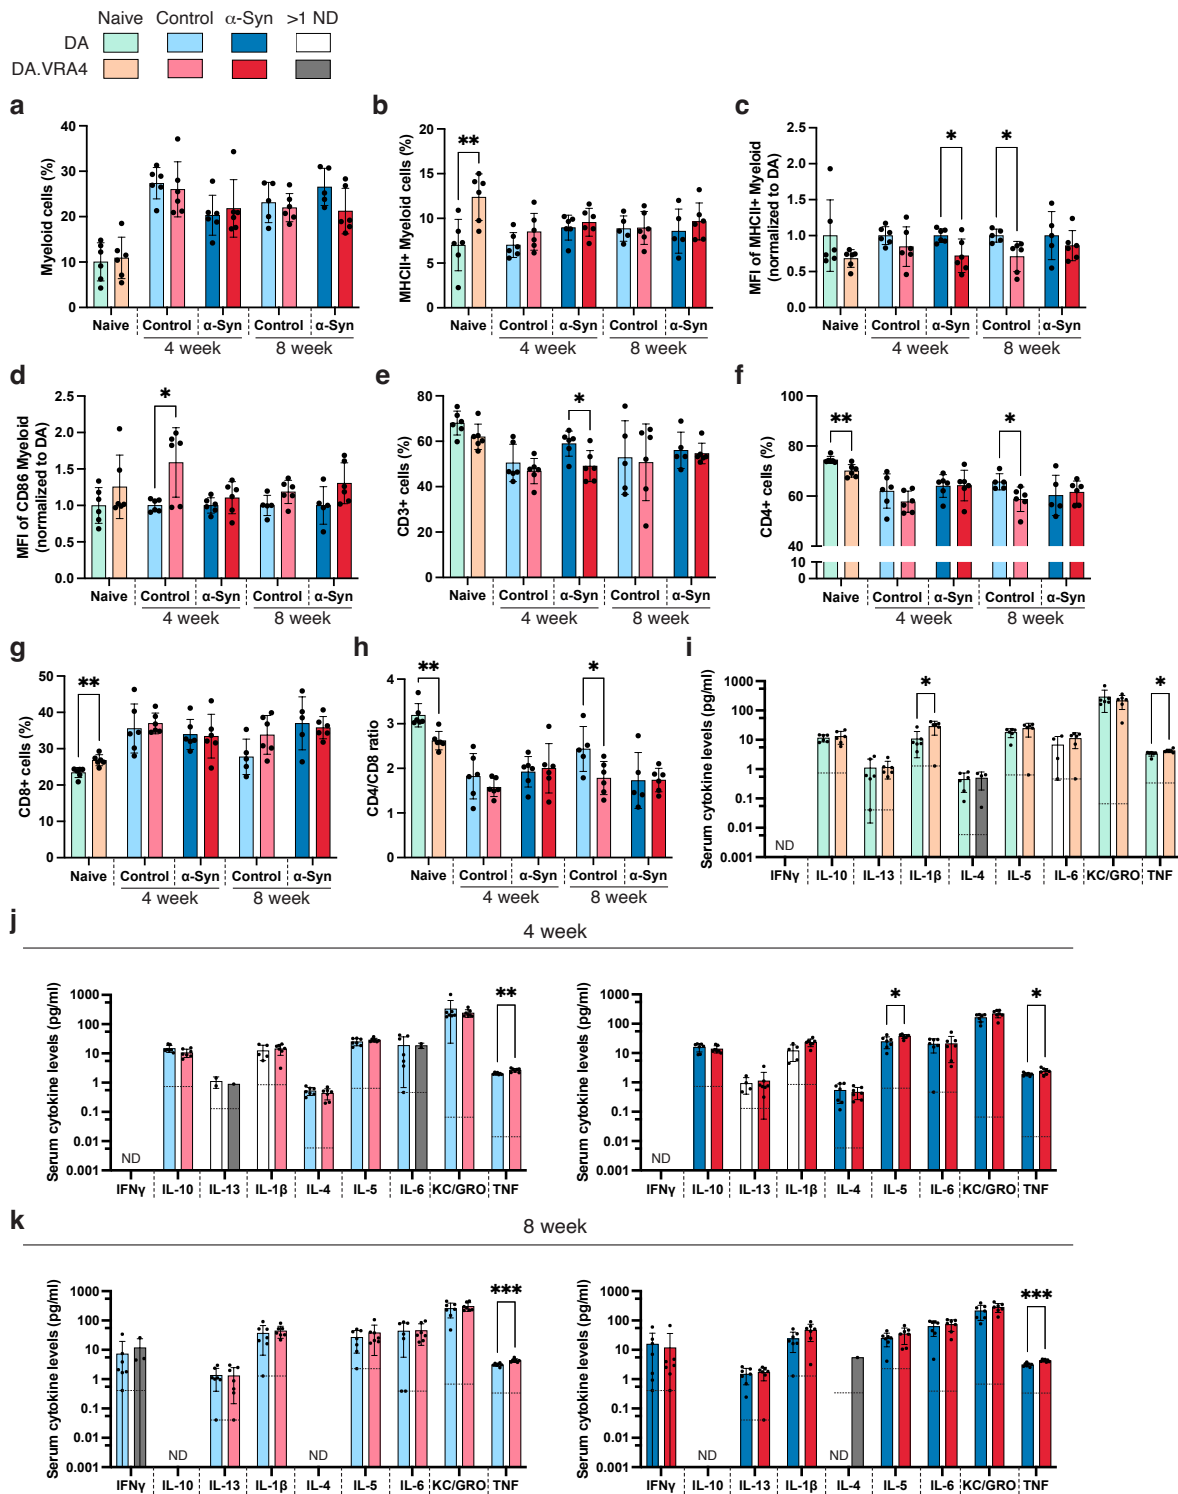 Naive Control α-Syn >1 ND
DA
DA.VRA4
a
Myeloid cells (%)
40
30
20
10
0
Naive Control α-Syn Control α-Syn
4 week 8 week
b
MHCII+ Myeloid cells (%)
20
15
10
5
0
**
Naive Control α-Syn Control α-Syn
4 week 8 week
c
MFI of MHCII+ Myeloid
(normalized to DA)
2.5
2.0
1.5
1.0
0.5
0.0
* *
Naive Control α-Syn Control α-Syn
4 week 8 week
d
MFI of CD86 Myeloid
(normalized to DA)
2.5
2.0
1.5
1.0
0.5
0.0
*
Naive Control α-Syn Control α-Syn
4 week 8 week
e
CD3+ cells (%)
80
60
40
20
0
*
Naive Control α-Syn Control α-Syn
4 week 8 week
f
CD4+ cells (%)
100
80
60
40
10
0
** *
Naive Control α-Syn Control α-Syn
4 week 8 week
g
CD8+ cells (%)
50
40
30
20
10
0
**
Naive Control α-Syn Control α-Syn
4 week 8 week
h
CD4/CD8 ratio
4
3
2
1
0
** *
Naive Control α-Syn Control α-Syn
4 week 8 week
i
Serum cytokine levels (pg/ml)
1000
100
10
1
0.1
0.01
0.001
* *
ND
IFNγ IL-10 IL-13 IL-1β IL-4 IL-5 IL-6 KC/GRO TNF
j
4 week
Serum cytokine levels (pg/ml)
1000
100
10
1
0.1
0.01
0.001
**
ND
IFNγ IL-10 IL-13 IL-1β IL-4 IL-5 IL-6 KC/GRO TNF
Serum cytokine levels (pg/ml)
1000
100
10
1
0.1
0.01
0.001
* *
ND
IFNγ IL-10 IL-13 IL-1β IL-4 IL-5 IL-6 KC/GRO TNF
k
8 week
Serum cytokine levels (pg/ml)
1000
100
10
1
0.1
0.01
0.001
***
ND ND
IFNγ IL-10 IL-13 IL-1β IL-4 IL-5 IL-6 KC/GRO TNF
Serum cytokine levels (pg/ml)
1000
100
10
1
0.1
0.01
0.001
***
ND ND
IFNγ IL-10 IL-13 IL-1β IL-4 IL-5 IL-6 KC/GRO TNF